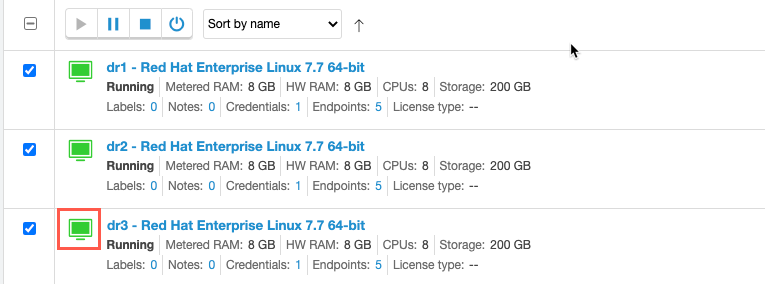 Sort by name
dr1 - Red Hat Enterprise Linux 7.7 64-bit
Running Metered RAM: 8 GB HW RAM: 8 GB CPUs: 8 Storage: 200 GB
Labels: 0 Notes: 0 Credentials: 1 Endpoints: 5 License type: --
dr2 - Red Hat Enterprise Linux 7.7 64-bit
Running Metered RAM: 8 GB HW RAM: 8 GB CPUs: 8 Storage: 200 GB
Labels: 0 Notes: 0 Credentials: 1 Endpoints: 5 License type: --
dr3 - Red Hat Enterprise Linux 7.7 64-bit
Running Metered RAM: 8 GB HW RAM: 8 GB CPUs: 8 Storage: 200 GB
Labels: 0 Notes: 0 Credentials: 1 Endpoints: 5 License type: --